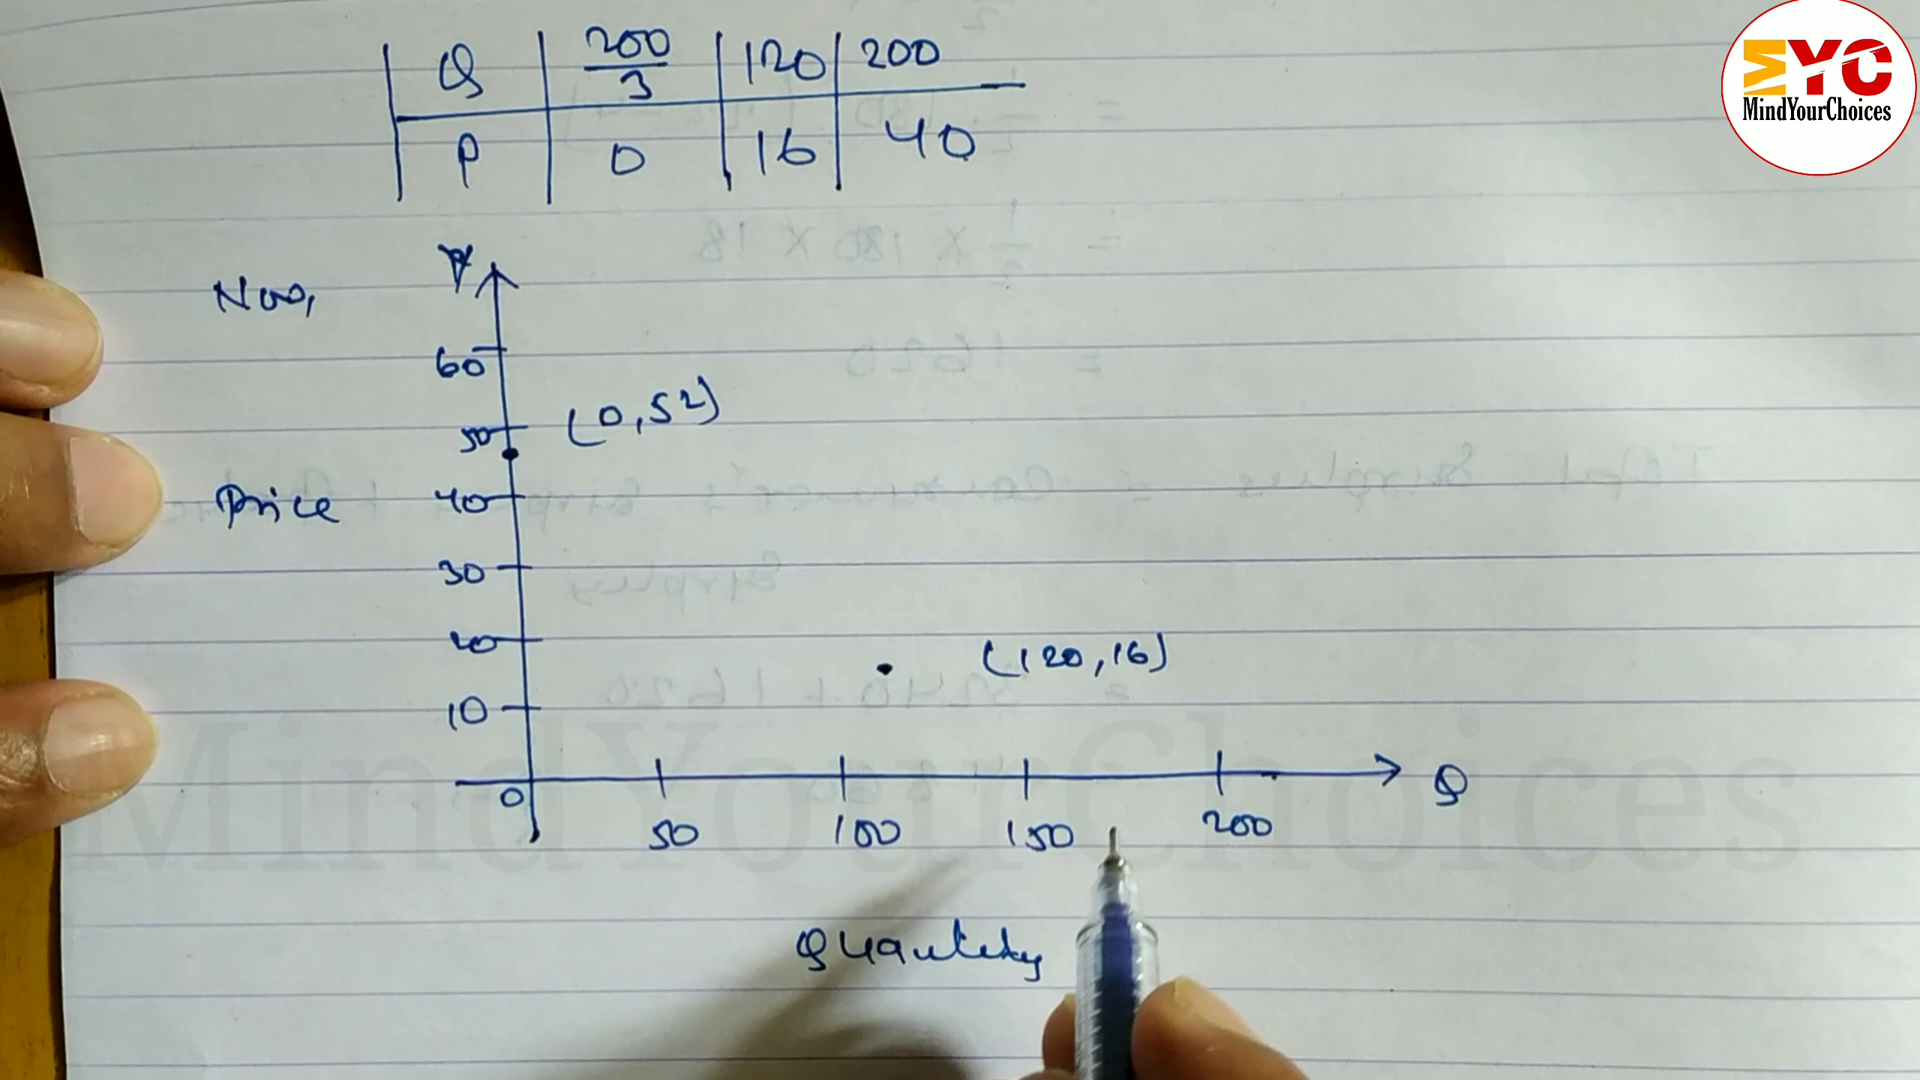 MYC
MindYourChoices
Q 200/3 120 200
P 0 16 40
Now,
P
60
(0,52)
50
Price
40
30
20
(120,16)
10
0
Q
50 100 150 200
Quantity
MindYourChoices